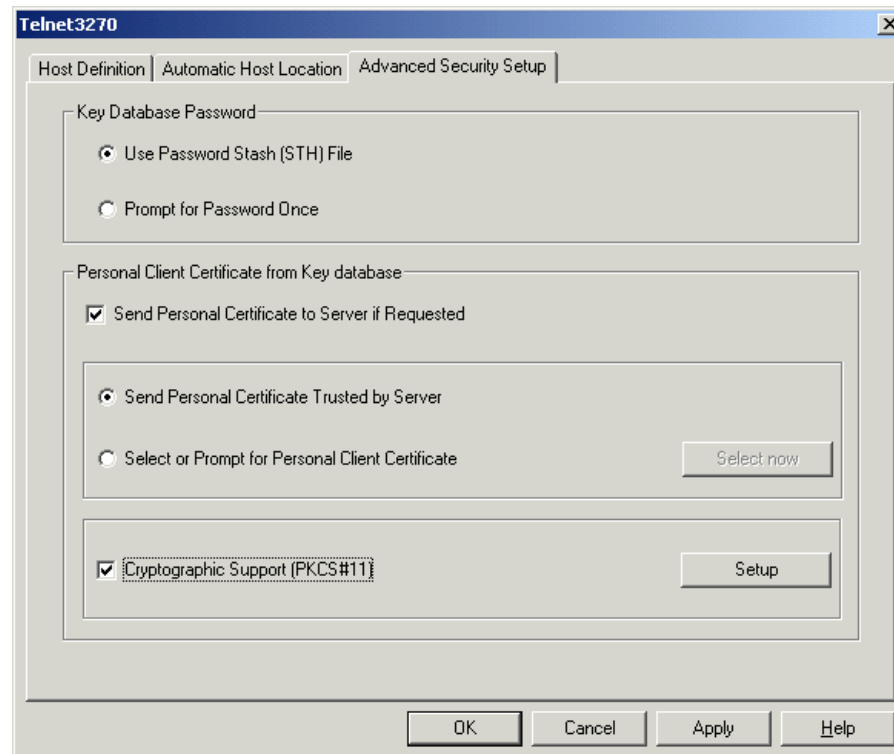 Telnet3270
Host Definition
Automatic Host Location
Advanced Security Setup
Key Database Password
Use Password Stash (STH) File
Prompt for Password Once
Personal Client Certificate from Key database
Send Personal Certificate to Server if Requested
Send Personal Certificate Trusted by Server
Select or Prompt for Personal Client Certificate
Select now
Cryptographic Support (PKCS#11)
Setup
OK
Cancel
Apply
Help